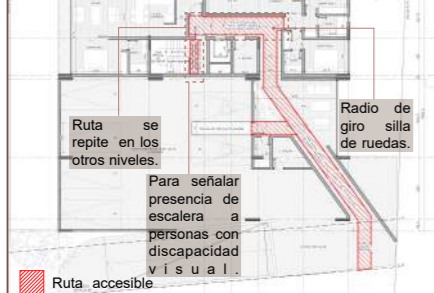 Ruta se
repite en los
otros niveles.
Radio de
giro silla
de ruedas.
Para señalar
presencia de
escalera a
personas con
discapacidad
visual.
Ruta accesible